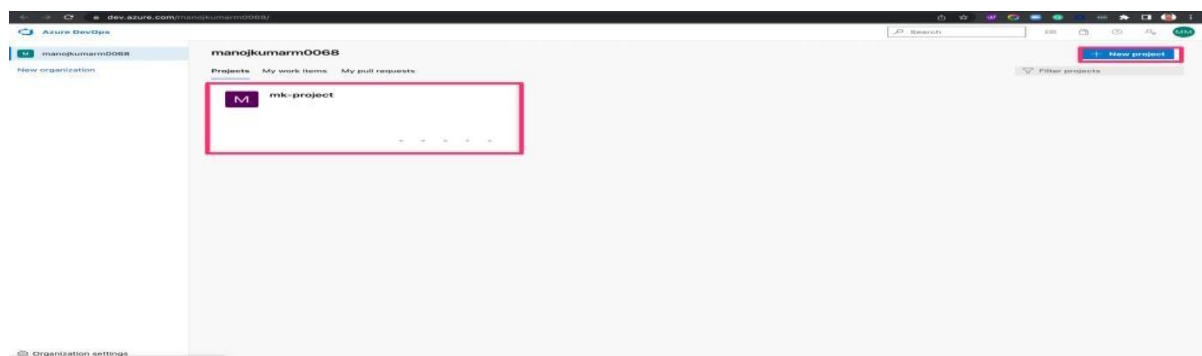 dev.azure.com/manojkumarm0068/
Azure DevOps
Search
MM
M manojkumarm0068
manojkumarm0068
+ New project
New organization
Projects My work items My pull requests
Filter projects
M mk-project
Organization settings